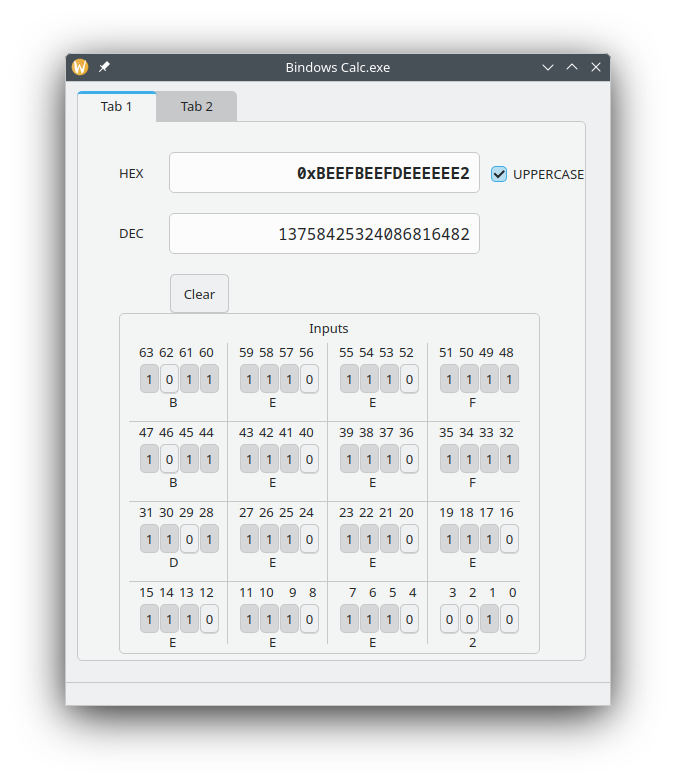 Bindows Calc.exe
Tab 1 Tab 2
HEX 0xBEEFBEEFDEEEEEE2 UPPERCASE
DEC 13758425324086816482
Clear
Inputs
63 62 61 60 59 58 57 56 55 54 53 52 51 50 49 48
1 0 1 1 1 1 1 0 1 1 1 0 1 1 1 1
B E E F
47 46 45 44 43 42 41 40 39 38 37 36 35 34 33 32
1 0 1 1 1 1 1 0 1 1 1 0 1 1 1 1
B E E F
31 30 29 28 27 26 25 24 23 22 21 20 19 18 17 16
1 1 0 1 1 1 1 0 1 1 1 0 1 1 1 0
D E E E
15 14 13 12 11 10 9 8 7 6 5 4 3 2 1 0
1 1 1 0 1 1 1 0 1 1 1 0 0 0 1 0
E E E 2